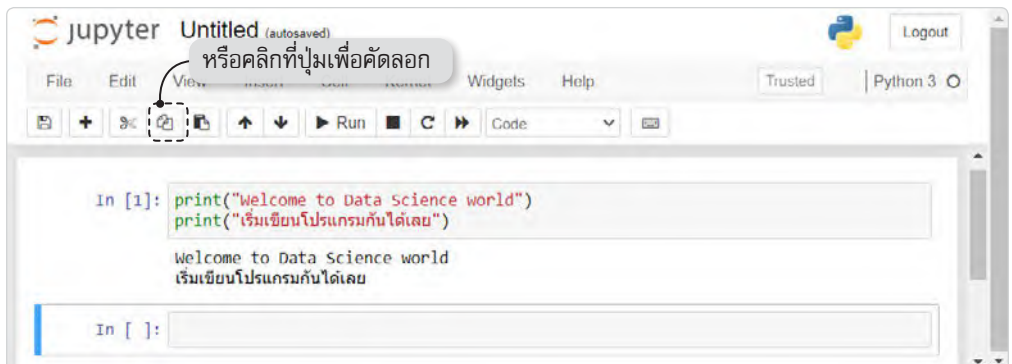 jupyter Untitled (autosaved) Logout
หรือคลิกที่ปุ่มเพื่อคัดลอก
File Edit View Insert Cell Kernel Widgets Help Trusted Python 3
Run Code
In [1]: print("Welcome to Data Science world")
print("เริ่มเขียนโปรแกรมกันได้เลย")
Welcome to Data Science world
เริ่มเขียนโปรแกรมกันได้เลย
In [ ]: